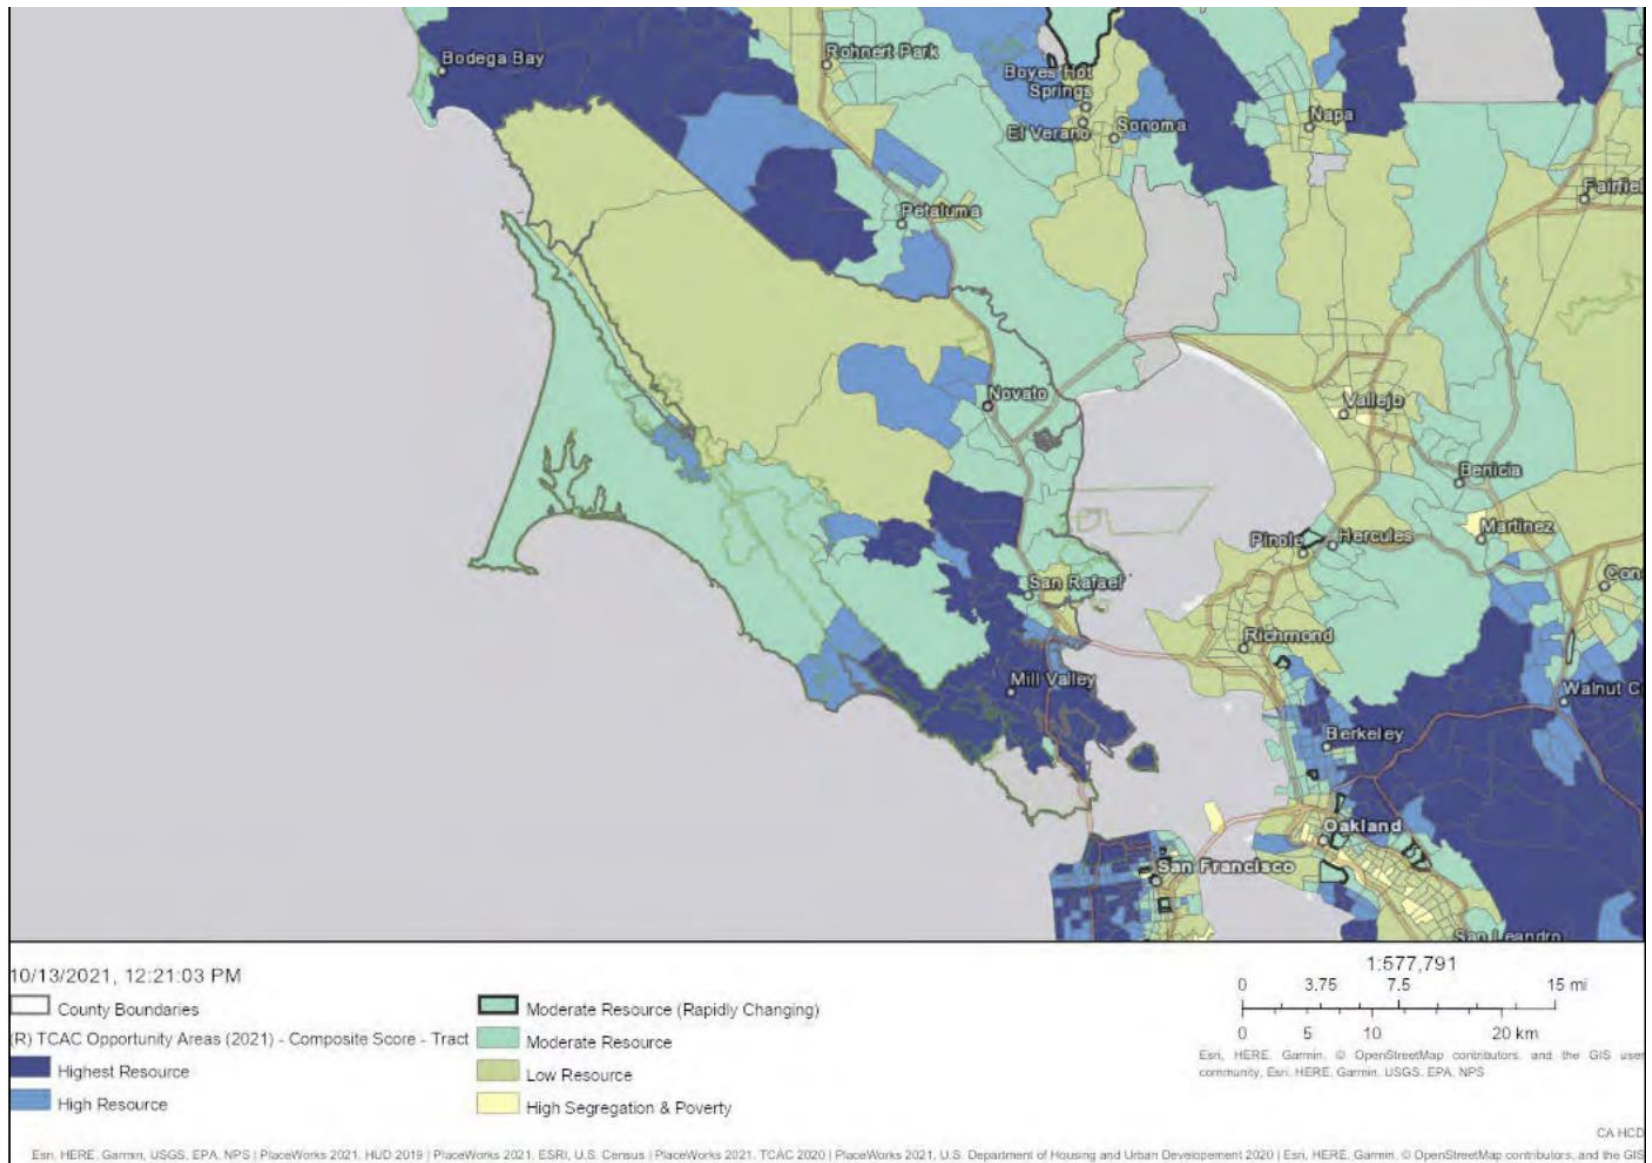 Bodega Bay
Rohnert Park
Boyes Hot
Springs
El Verano
Sonoma
Napa
Fairfiel
Petaluma
Novato
Vallejo
Benicia
Martinez
Pinole
Hercules
Con
San Rafael
Richmond
Mill Valley
Walnut C
Berkeley
Oakland
San Francisco
San Leandro
10/13/2021, 12:21:03 PM
County Boundaries
(R) TCAC Opportunity Areas (2021) - Composite Score - Tract
Highest Resource
High Resource
Moderate Resource (Rapidly Changing)
Moderate Resource
Low Resource
High Segregation & Poverty
1:577,791
0 3.75 7.5 15 mi
0 5 10 20 km
Esri, HERE, Garmin, © OpenStreetMap contributors, and the GIS user
community, Esri, HERE, Garmin, USGS, EPA, NPS
CA HCD
Esri, HERE, Garmin, USGS, EPA, NPS | PlaceWorks 2021, HUD 2019 | PlaceWorks 2021, ESRI, U.S. Census | PlaceWorks 2021, TCAC 2020 | PlaceWorks 2021, U.S. Department of Housing and Urban Developement 2020 | Esri, HERE, Garmin, © OpenStreetMap contributors, and the GIS